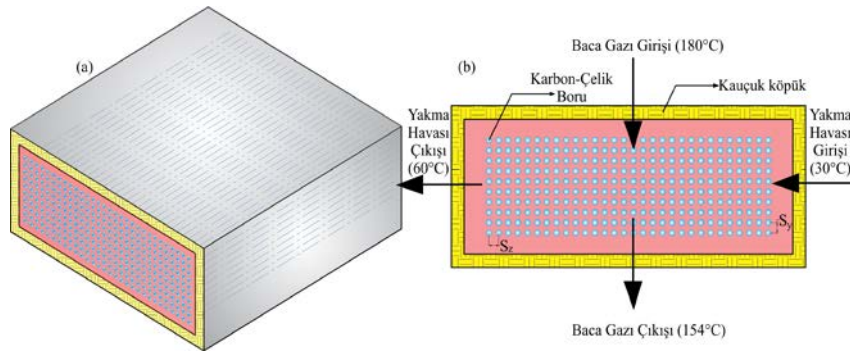 (a)
Baca Gazı Girişi (180°C)
(b)
Karbon-Çelik
Boru
Kauçuk köpük
Yakma
Havası
Çıkışı
(60°C)
Yakma
Havası
Girişi
(30°C)
Sz
Sy
Baca Gazı Çıkışı (154°C)